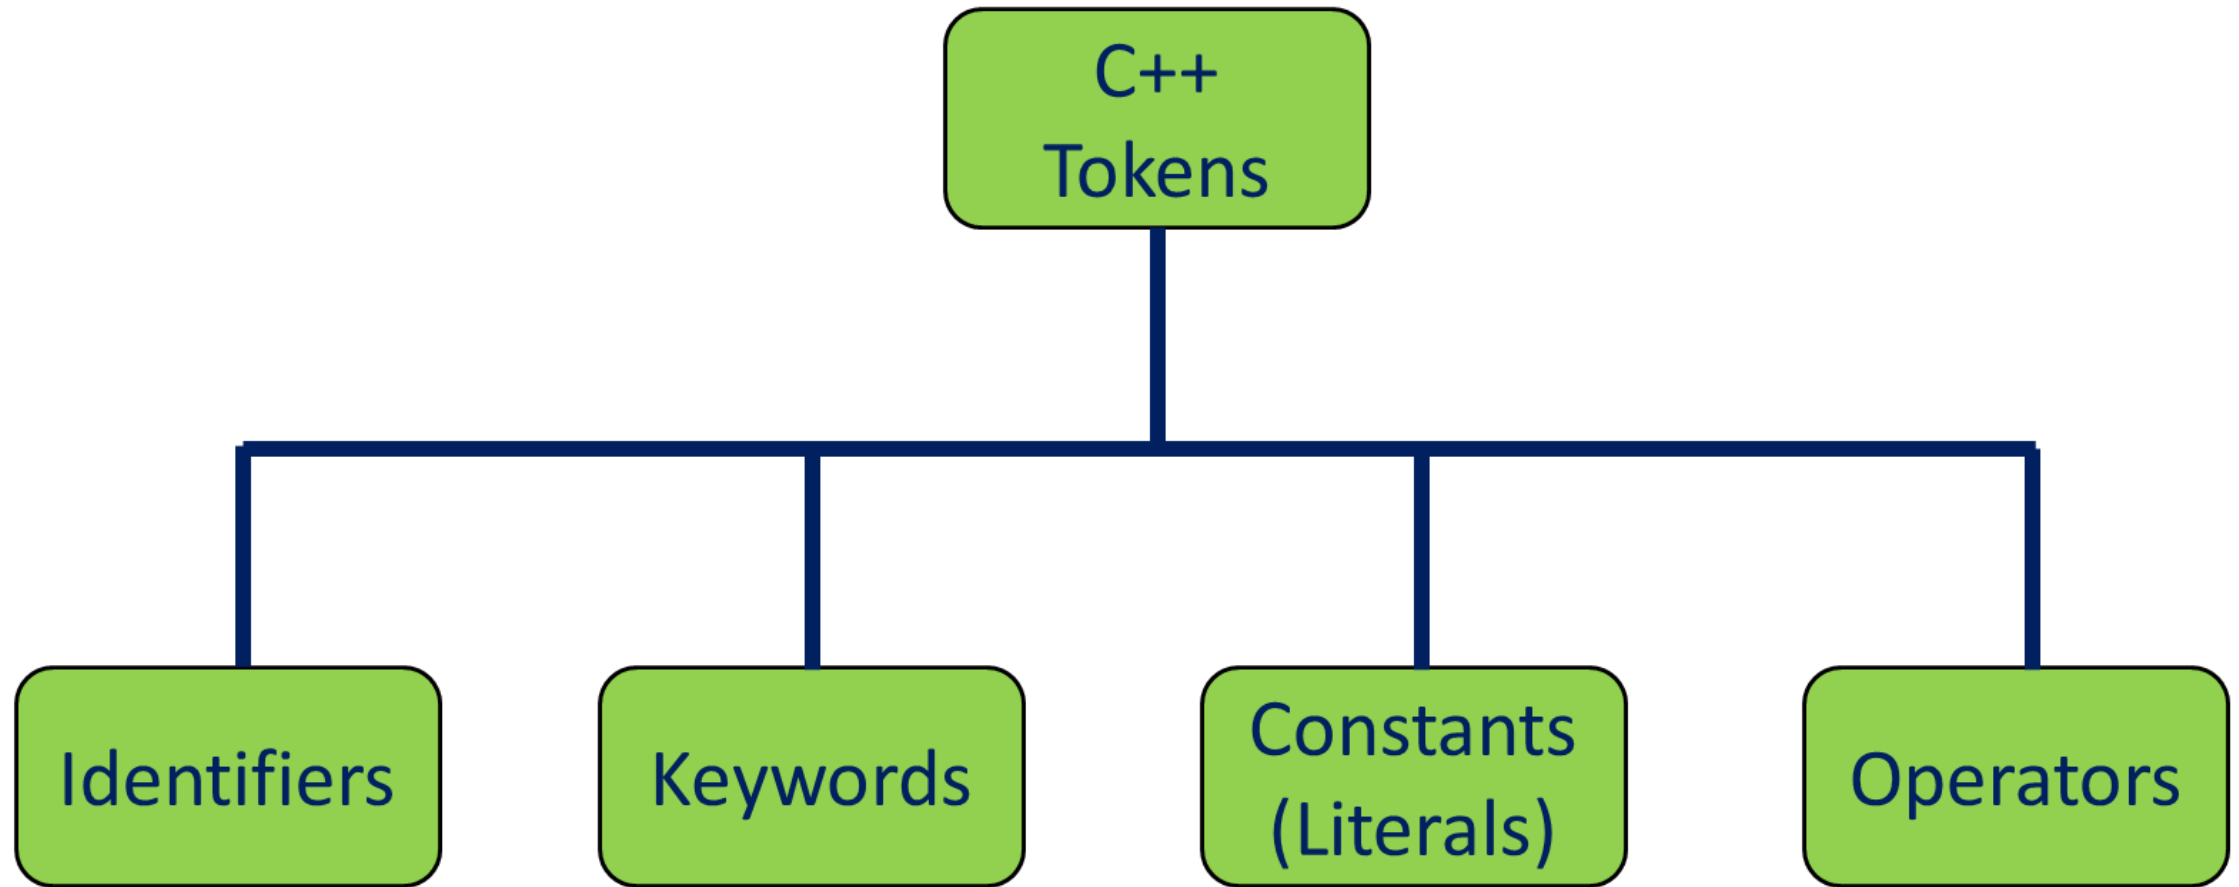 C++
Tokens
Identifiers
Keywords
Constants
(Literals)
Operators